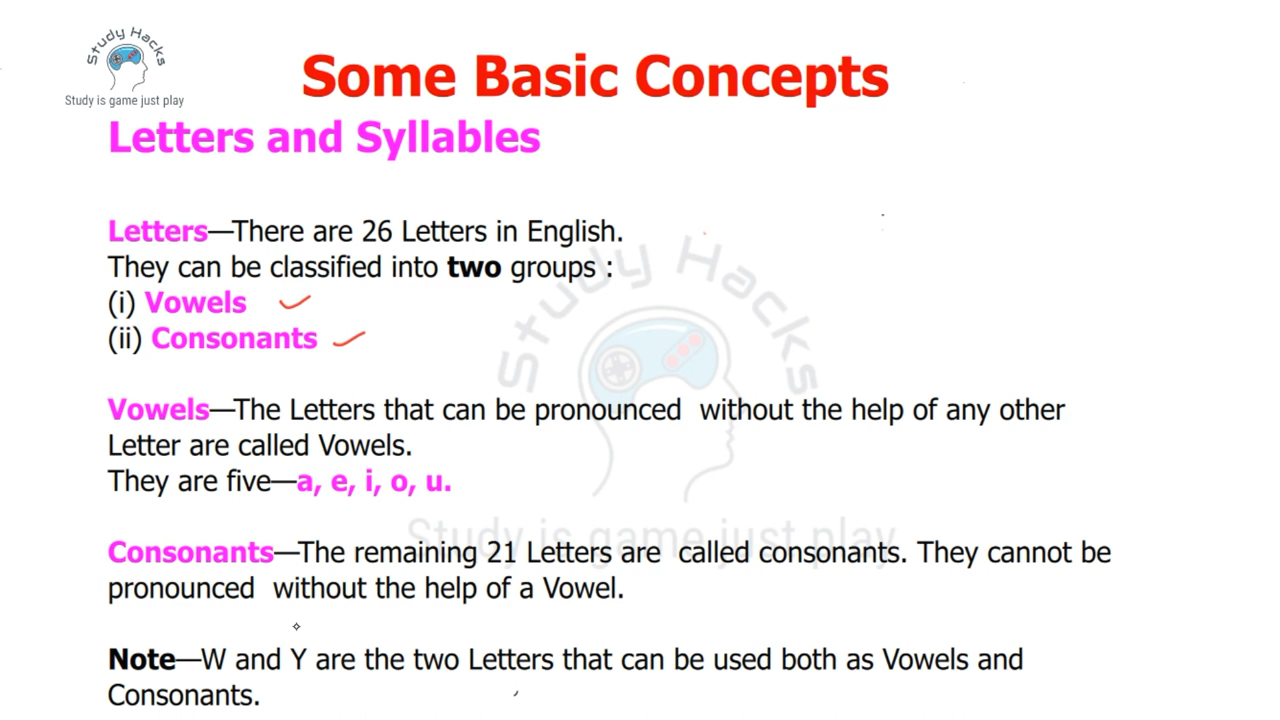 Study Hacks
Study is game just play
Some Basic Concepts
Letters and Syllables
Letters—There are 26 Letters in English.
They can be classified into two groups :
(i) Vowels
(ii) Consonants
Vowels—The Letters that can be pronounced without the help of any other
Letter are called Vowels.
They are five—a, e, i, o, u.
Consonants—The remaining 21 Letters are called consonants. They cannot be
pronounced without the help of a Vowel.
Note—W and Y are the two Letters that can be used both as Vowels and
Consonants.
Study Hacks
Study is game just play